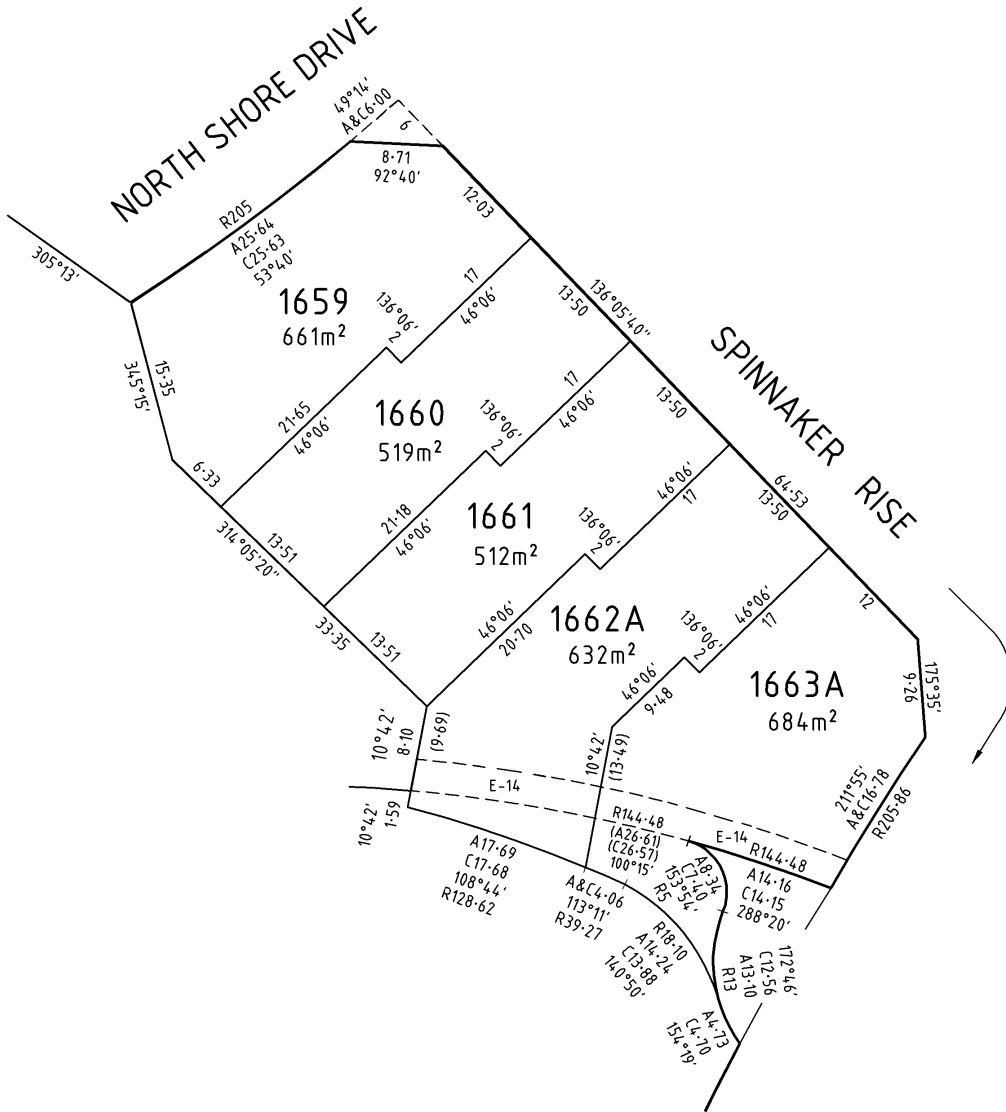 NORTH SHORE DRIVE
49°14'
A&C6·00
6
8·71
92°40'
12·03
R205
A25·64
C25·63
53°40'
305°13'
1659
661m²
136°06'
2
17
46°06'
13·50
136°05'40"
SPINNAKER RISE
15·35
345°15'
21·65
46°06'
1660
519m²
136°06'
2
17
46°06'
13·50
6·33
314°05'20"
13·51
21·18
46°06'
1661
512m²
136°06'
2
46°06'
17
64·53
13·50
33·35
13·51
46°06'
20·70
1662A
632m²
136°06'
2
46°06'
17
12
46°06'
9·48
1663A
684m²
175°35'
9·26
10°42'
8·10
(9·69)
10°42'
(13·49)
211°55'
A&C16·78
R205·86
E-14
10°42'
1·59
R144·48
(A26·61)
(C26·57)
100°15'
E-14
R144·48
A14·16
C14·15
288°20'
A17·69
C17·68
108°44'
R128·62
A&C4·06
113°11'
R39·27
A8·34
C7·40
153°54'
R5
R18·10
A14·24
C13·88
140°50'
172°46'
C12·56
A13·10
R13
A4·73
C4·70
154°19'